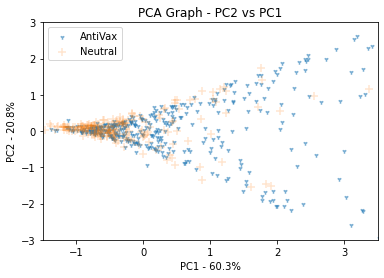 PCA Graph - PC2 vs PC1
AntiVax
Neutral
3
2
1
0
−1
−2
−3
PC2 - 20.8%
−1
0
1
2
3
PC1 - 60.3%